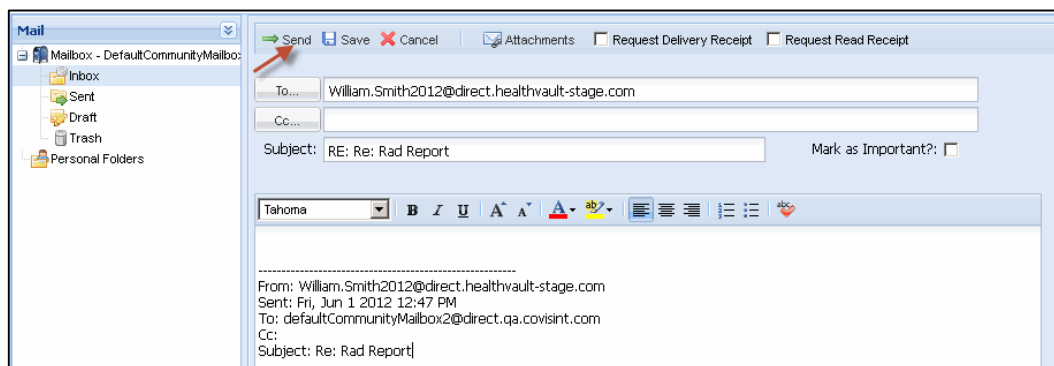 Mail
Mailbox - DefaultCommunityMailbo
Inbox
Sent
Draft
Trash
Personal Folders
Send Save Cancel Attachments Request Delivery Receipt Request Read Receipt
To... William.Smith2012@direct.healthvault-stage.com
Cc...
Subject: RE: Re: Rad Report Mark as Important?:
Tahoma B I U A A A ab abc
--------------------------------------------------------
From: William.Smith2012@direct.healthvault-stage.com
Sent: Fri, Jun 1 2012 12:47 PM
To: defaultCommunityMailbox2@direct.qa.covisint.com
Cc:
Subject: Re: Rad Report